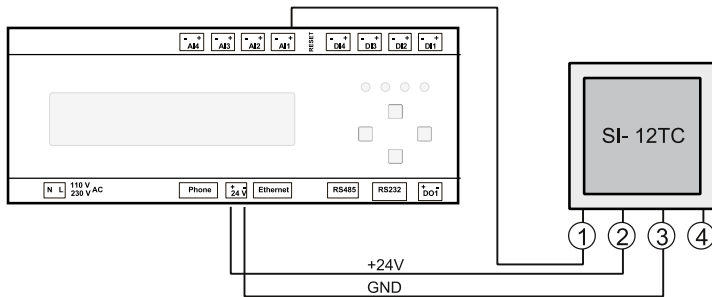 - + AI4 - + AI3 - + AI2 - + AI1 RESET - + DI4 - + DI3 - + DI2 - + DI1
SI- 12TC
N L 110 V 230 V AC Phone + - 24 V Ethernet RS485 RS232 + - DO1
1 2 3 4
+24V
GND